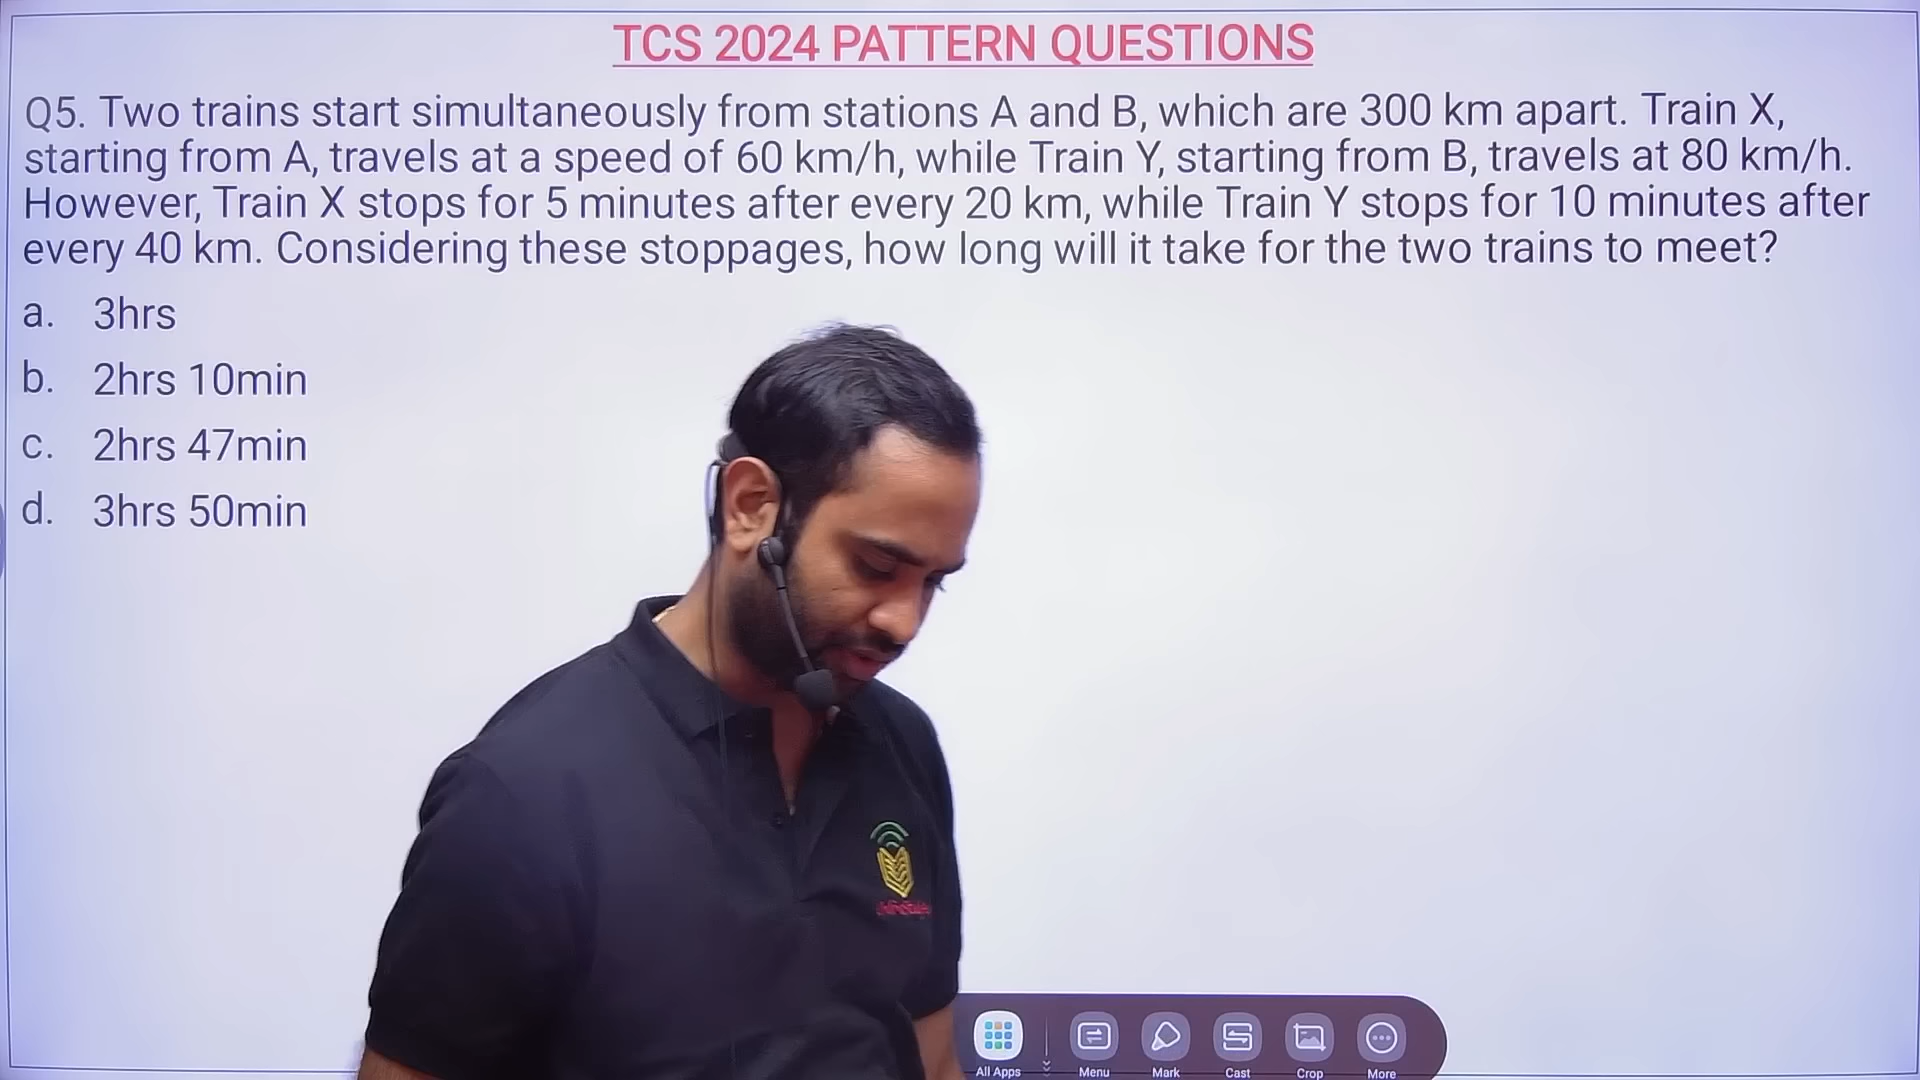 TCS 2024 PATTERN QUESTIONS
Q5. Two trains start simultaneously from stations A and B, which are 300 km apart. Train X,
starting from A, travels at a speed of 60 km/h, while Train Y, starting from B, travels at 80 km/h.
However, Train X stops for 5 minutes after every 20 km, while Train Y stops for 10 minutes after
every 40 km. Considering these stoppages, how long will it take for the two trains to meet?
a. 3hrs
b. 2hrs 10min
c. 2hrs 47min
d. 3hrs 50min
All Apps Menu Mark Cast Crop More